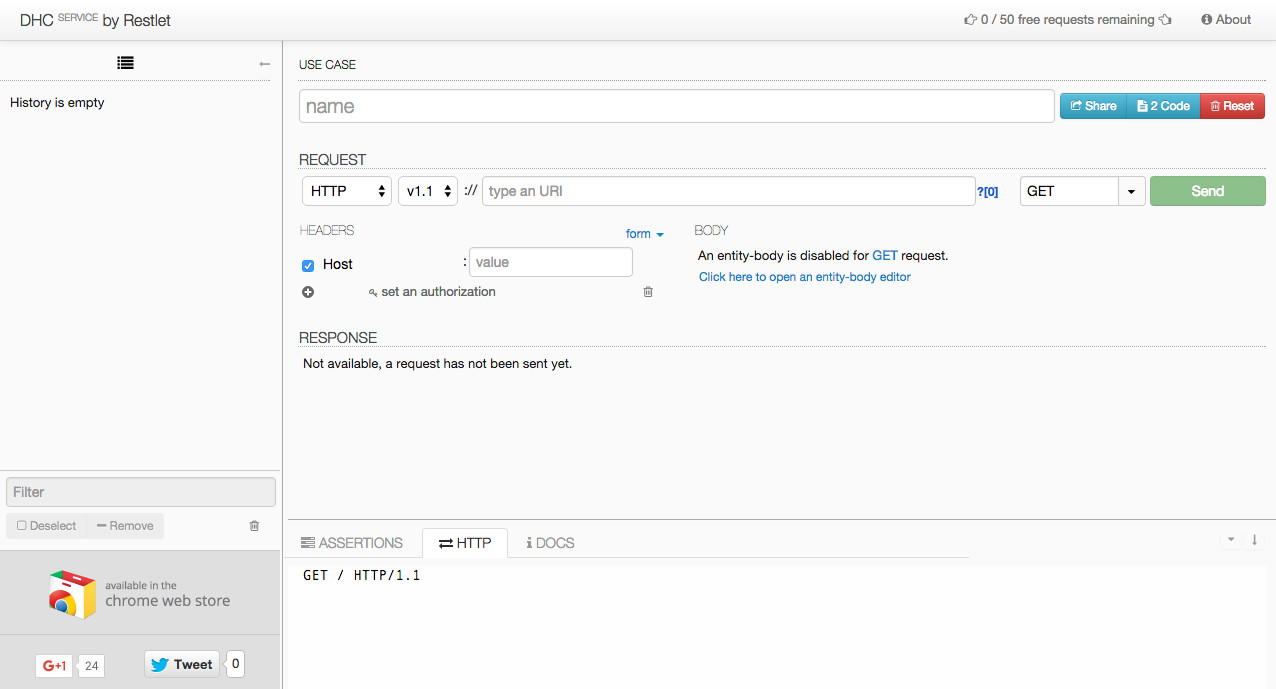 DHC SERVICE by Restlet
0 / 50 free requests remaining
About
History is empty
USE CASE
name
Share
2 Code
Reset
REQUEST
HTTP
v1.1
://
type an URI
?[0]
GET
Send
HEADERS
form
BODY
Host
:
value
An entity-body is disabled for GET request.
Click here to open an entity-body editor
set an authorization
RESPONSE
Not available, a request has not been sent yet.
Filter
Deselect
Remove
ASSERTIONS
HTTP
DOCS
GET / HTTP/1.1
available in the
chrome web store
G+1
24
Tweet
0